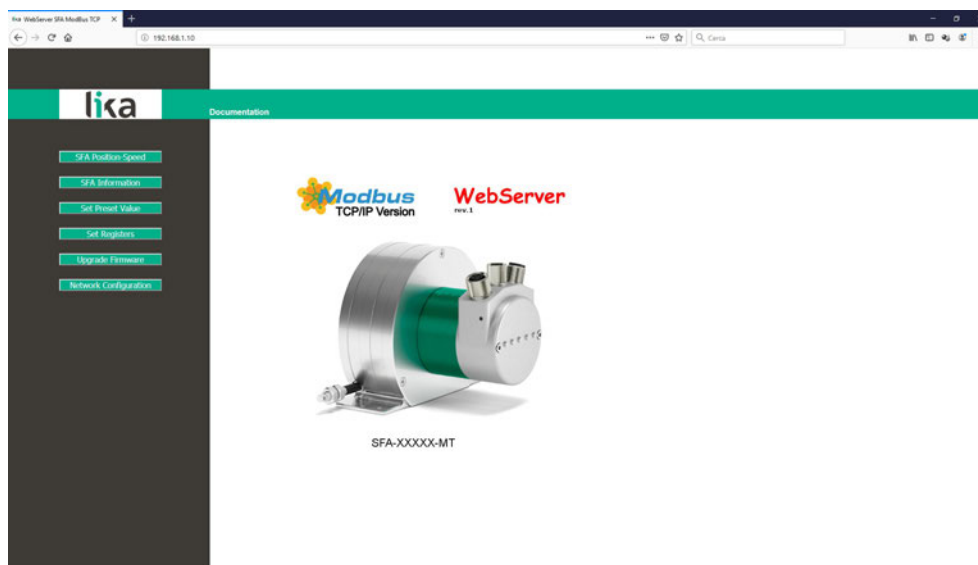 lika WebServer SFA ModBus TCP
192.168.1.10
Cerca
lika
Documentation
SFA Position-Speed
SFA Information
Set Preset Value
Set Registers
Upgrade Firmware
Network Configuration
Modbus
TCP/IP Version
WebServer
rev.1
SFA-XXXXX-MT